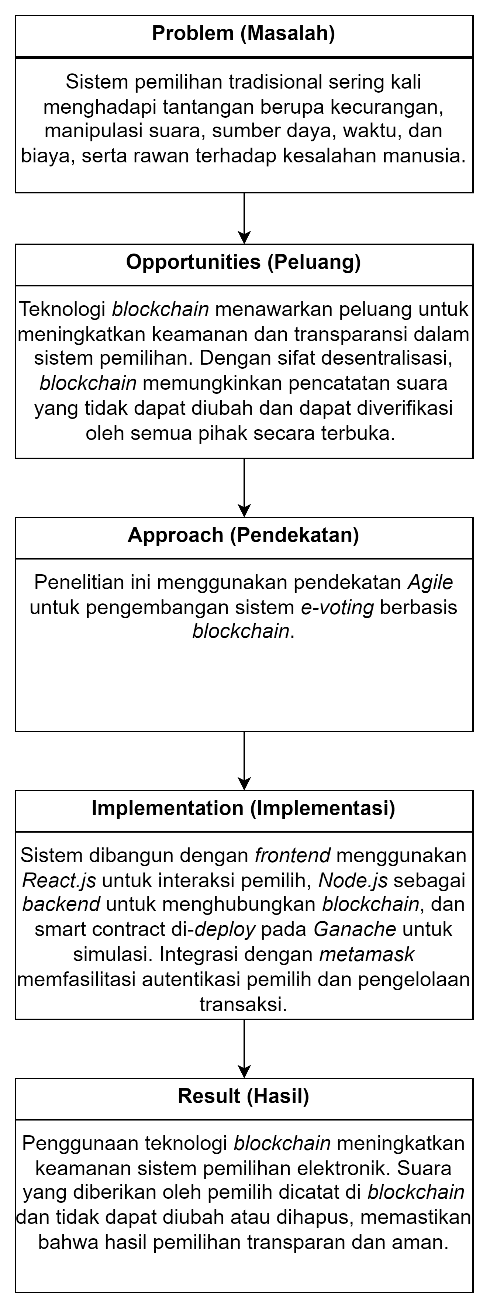 Problem (Masalah)
Sistem pemilihan tradisional sering kali
menghadapi tantangan berupa kecurangan,
manipulasi suara, sumber daya, waktu, dan
biaya, serta rawan terhadap kesalahan manusia.
Opportunities (Peluang)
Teknologi blockchain menawarkan peluang untuk
meningkatkan keamanan dan transparansi dalam
sistem pemilihan. Dengan sifat desentralisasi,
blockchain memungkinkan pencatatan suara
yang tidak dapat diubah dan dapat diverifikasi
oleh semua pihak secara terbuka.
Approach (Pendekatan)
Penelitian ini menggunakan pendekatan Agile
untuk pengembangan sistem e-voting berbasis
blockchain.
Implementation (Implementasi)
Sistem dibangun dengan frontend menggunakan
React.js untuk interaksi pemilih, Node.js sebagai
backend untuk menghubungkan blockchain, dan
smart contract di-deploy pada Ganache untuk
simulasi. Integrasi dengan metamask
memfasilitasi autentikasi pemilih dan pengelolaan
transaksi.
Result (Hasil)
Penggunaan teknologi blockchain meningkatkan
keamanan sistem pemilihan elektronik. Suara
yang diberikan oleh pemilih dicatat di blockchain
dan tidak dapat diubah atau dihapus, memastikan
bahwa hasil pemilihan transparan dan aman.